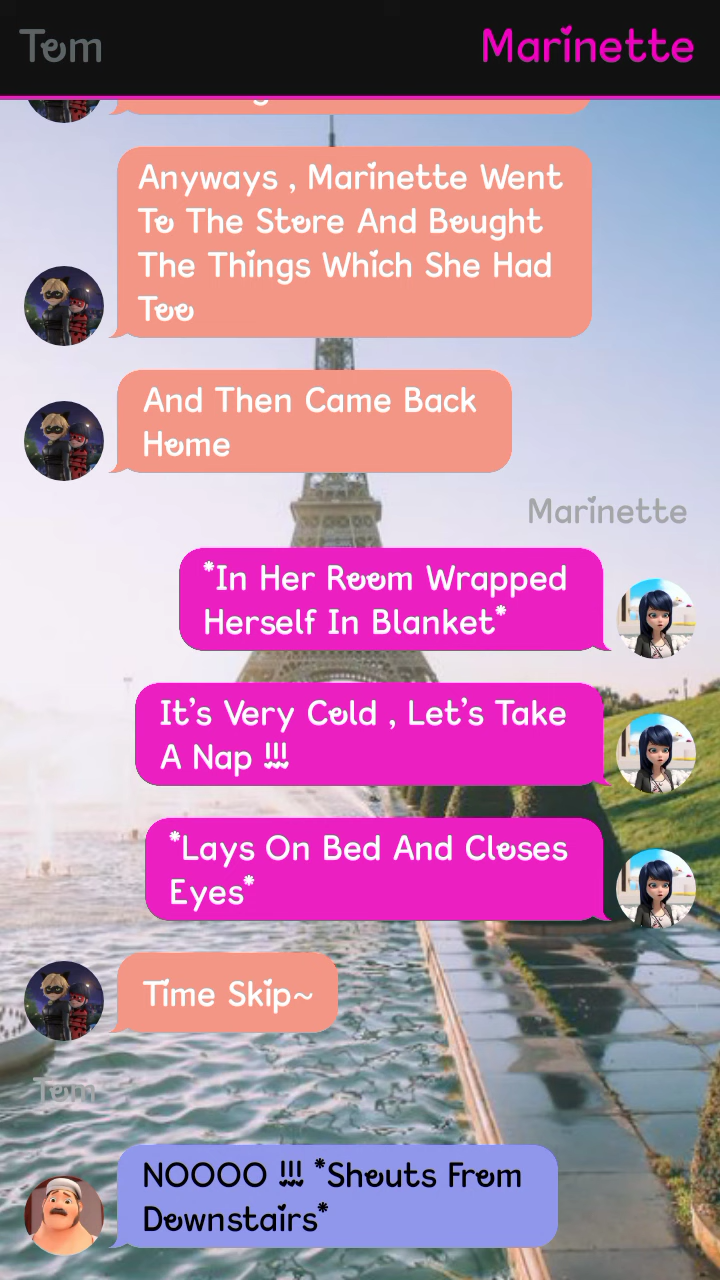 Tom
Marinette
Anyways , Marinette Went
To The Store And Bought
The Things Which She Had
Too
And Then Came Back
Home
Marinette
*In Her Room Wrapped
Herself In Blanket*
It's Very Cold , Let's Take
A Nap !!!
*Lays On Bed And Closes
Eyes*
Time Skip~
Tom
NOOOO !!! *Shouts From
Downstairs*